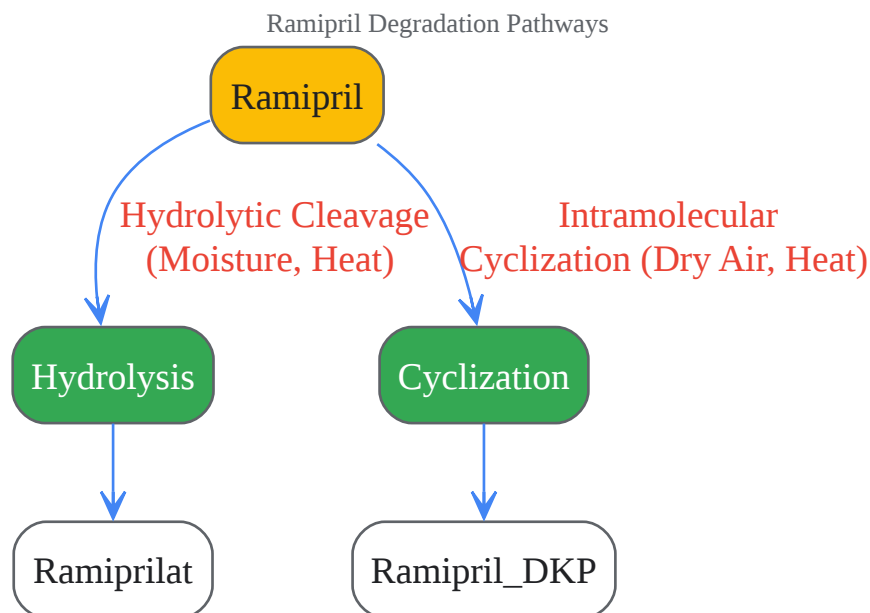 Ramipril Degradation Pathways
Ramipril
Hydrolytic Cleavage
(Moisture, Heat)
Intramolecular
Cyclization (Dry Air, Heat)
Hydrolysis
Cyclization
Ramiprilat
Ramipril_DKP